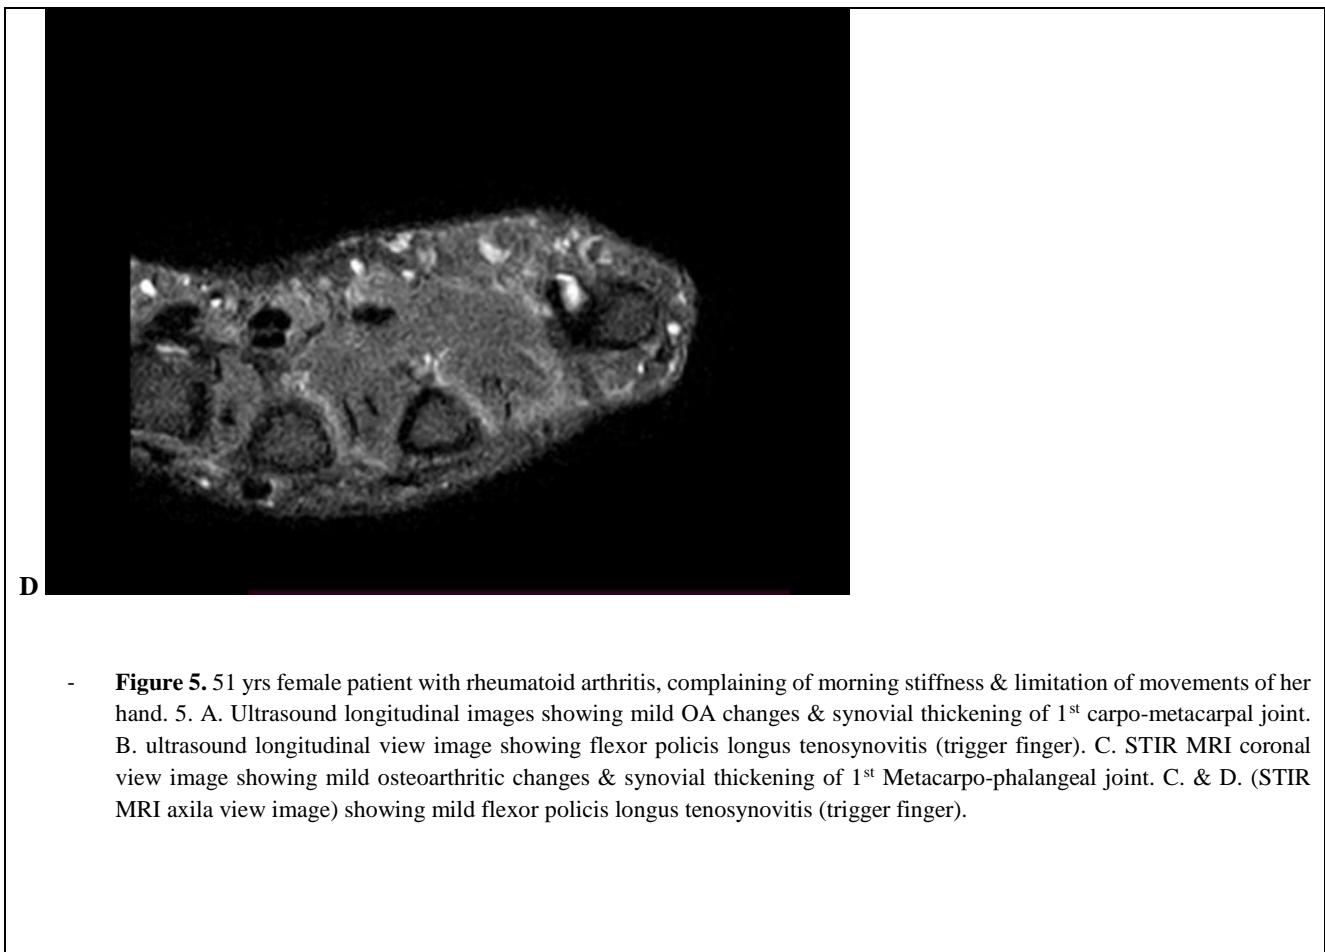 D
- Figure 5. 51 yrs female patient with rheumatoid arthritis, complaining of morning stiffness & limitation of movements of her
hand. 5. A. Ultrasound longitudinal images showing mild OA changes & synovial thickening of 1st carpo-metacarpal joint.
B. ultrasound longitudinal view image showing flexor policis longus tenosynovitis (trigger finger). C. STIR MRI coronal
view image showing mild osteoarthritic changes & synovial thickening of 1st Metacarpo-phalangeal joint. C. & D. (STIR
MRI axila view image) showing mild flexor policis longus tenosynovitis (trigger finger).